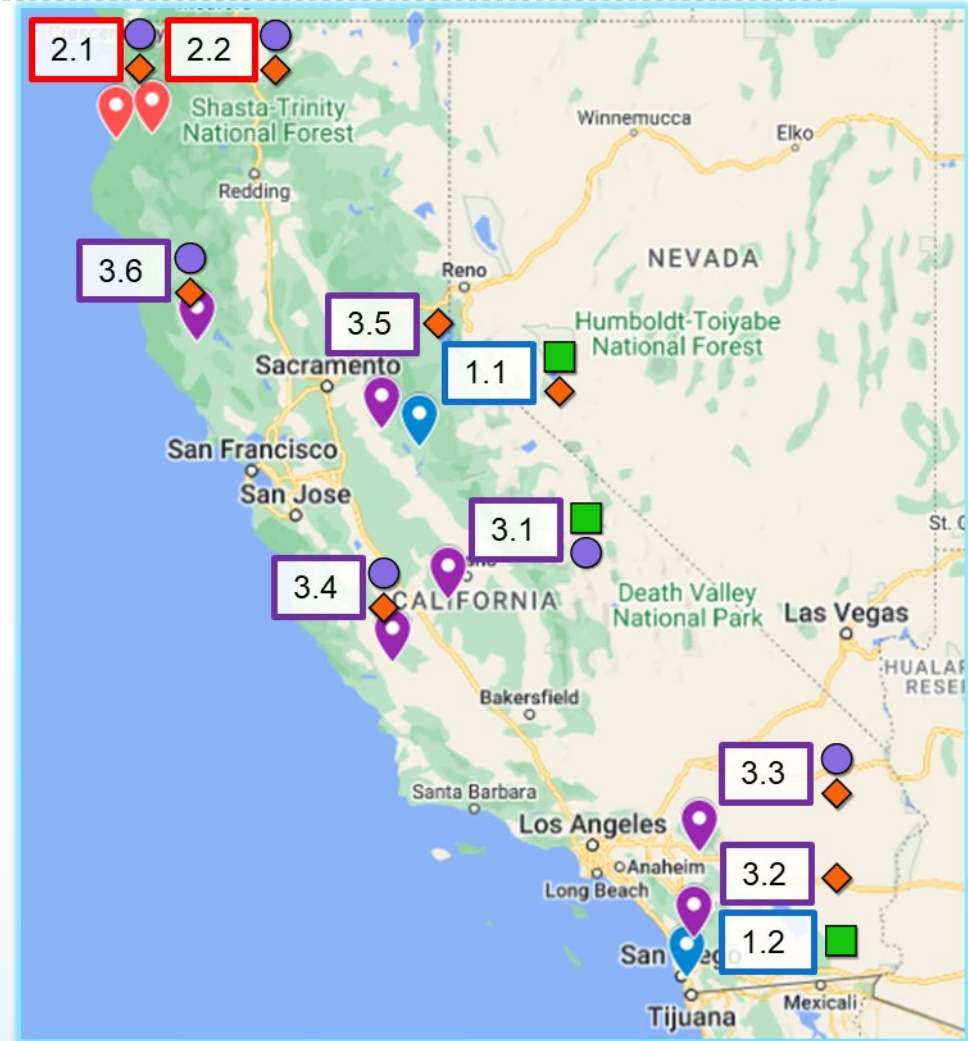 2.1
2.2
Shasta-Trinity
National Forest
Winnemucca
Elko
Redding
3.6
Reno
NEVADA
3.5
Humboldt-Toiyabe
National Forest
Sacramento
1.1
San Francisco
San Jose
3.1
St.
3.4
CALIFORNIA
Death Valley
National Park
Las Vegas
Bakersfield
3.3
Santa Barbara
Los Angeles
Anaheim
3.2
Long Beach
1.2
San
Mexicali
Tijuana